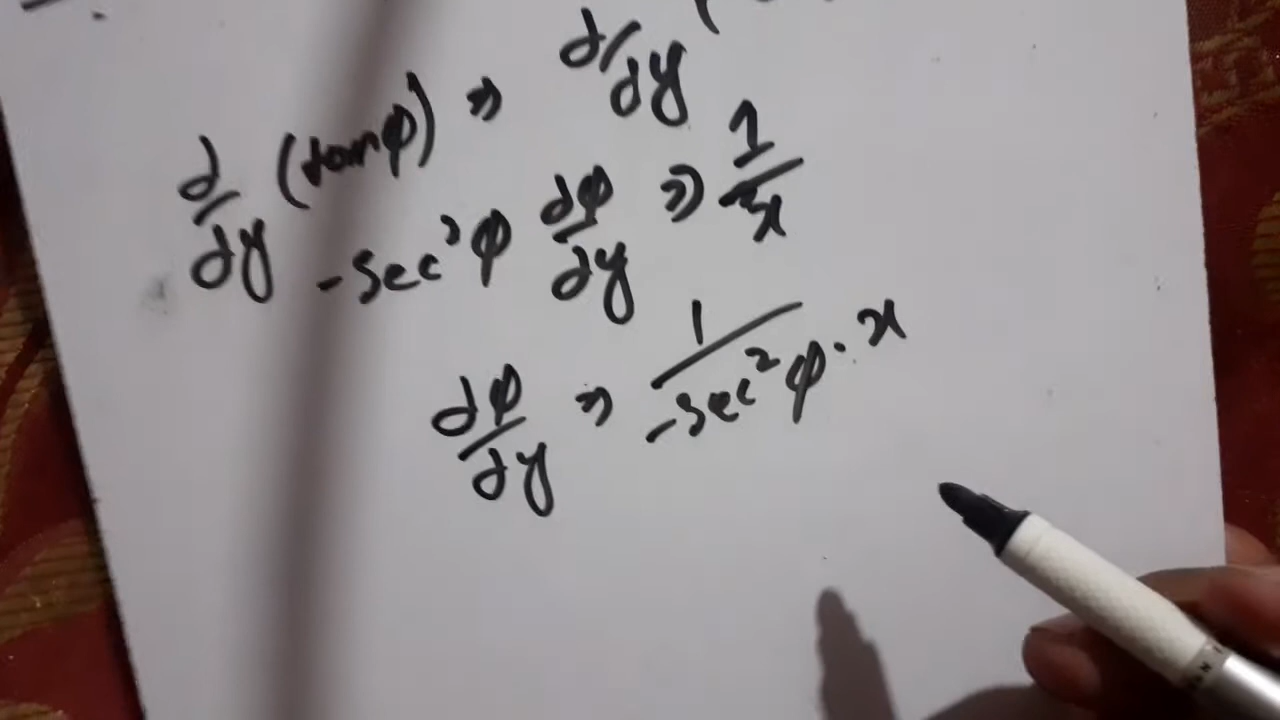 ∂/∂y (tanφ) ⇒ ∂/∂y (
-sec²φ ∂φ/∂y ⇒ 1/x
∂φ/∂y ⇒ 1/-sec²φ·x